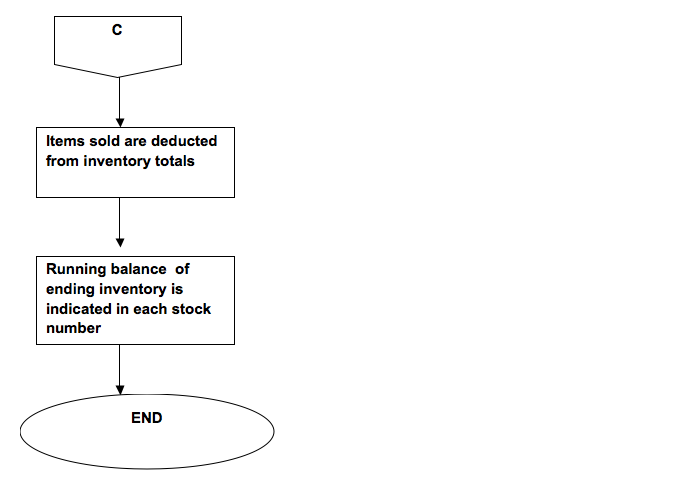 C
Items sold are deducted
from inventory totals
Running balance  of
ending inventory is
indicated in each stock
number
END